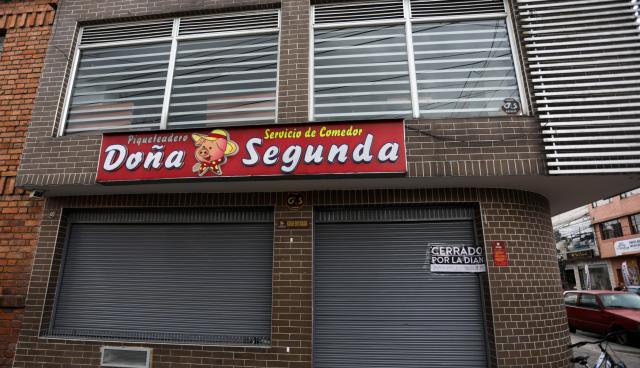 Piqueteadero
Servicio de Comedor
Doña Segunda
CERRADO
POR LA DIAN